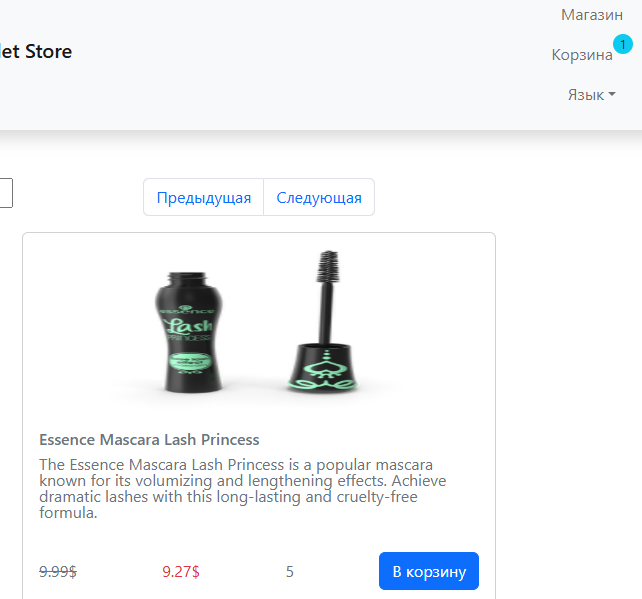 Магазин
let Store
Корзина 1
Язык
Предыдущая Следующая
essence
Lash
PRINCESS
Essence Mascara Lash Princess
The Essence Mascara Lash Princess is a popular mascara
known for its volumizing and lengthening effects. Achieve
dramatic lashes with this long-lasting and cruelty-free
formula.
9.99$ 9.27$ 5 В корзину